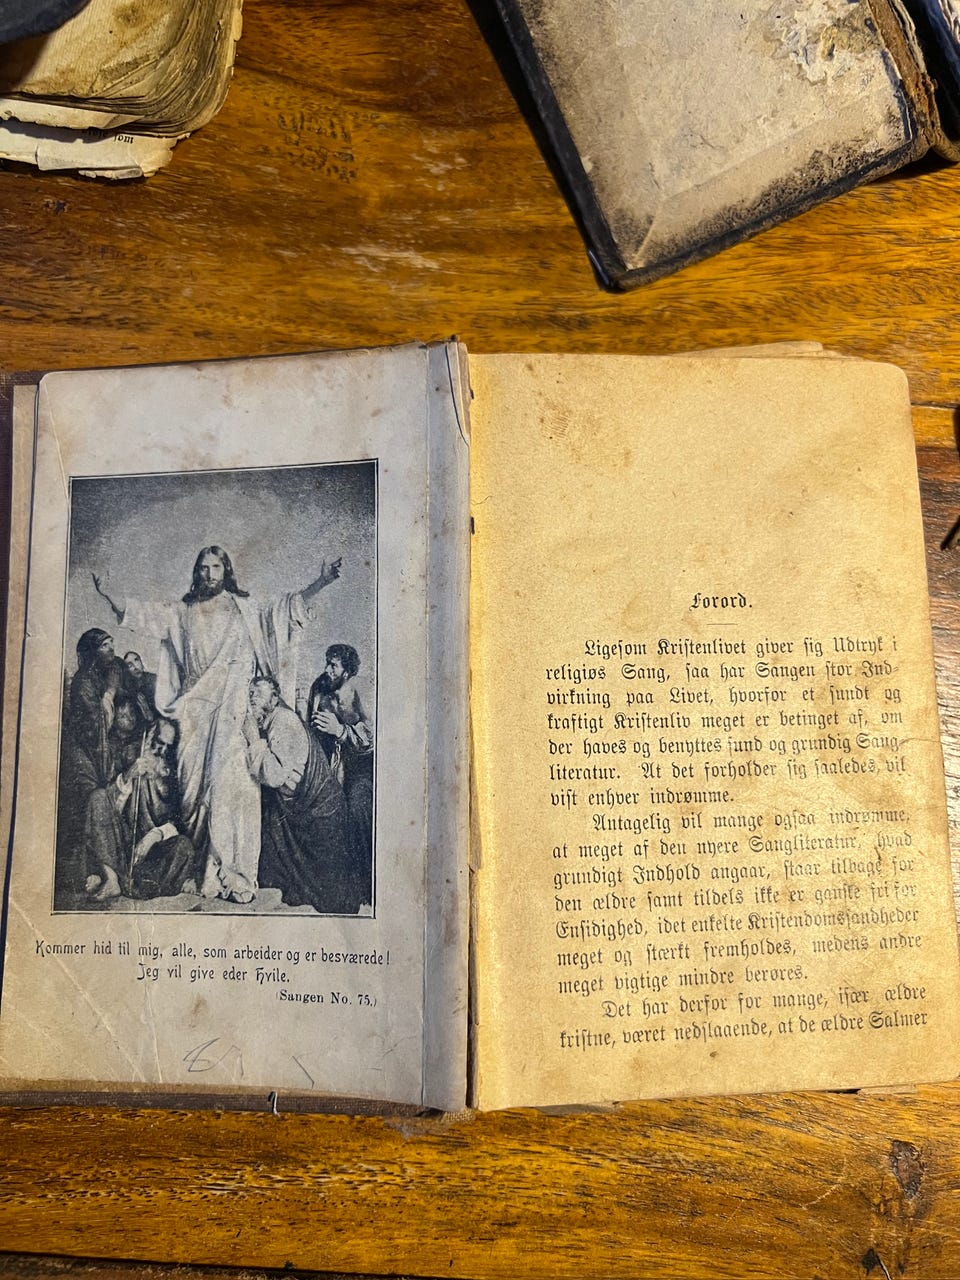 som
Kommer hid til mig, alle, som arbeider og er besværede!
Jeg vil give eder Hvile.
(Sangen No. 75.)
Forord.
Ligesom Kristenlivet giver sig Udtryk i
religiøs Sang, saa har Sangen stor Ind-
virkning paa Livet, hvorfor et sundt og
kraftigt Kristenliv meget er betinget af, om
der haves og benyttes sund og grundig Sang-
literatur. At det forholder sig saaledes, vil
vist enhver indrømme.
Antagelig vil mange ogsaa indrømme,
at meget af den nyere Sangliteratur, hvad
grundigt Indhold angaar, staar tilbage for
den ældre samt tildels ikke er ganske fri for
Ensidighed, idet enkelte Kristendomssandheder
meget og stærkt fremholdes, medens andre
meget vigtige mindre berøres.
Det har derfor for mange, især ældre
kristne, været nedslaaende, at de ældre Salmer